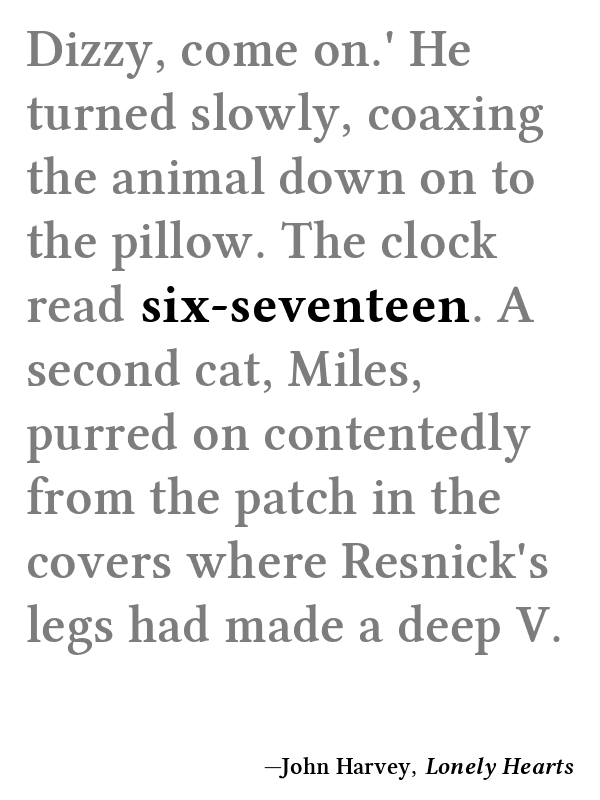 Dizzy, come on.' He
turned slowly, coaxing
the animal down on to
the pillow. The clock
read six-seventeen. A
second cat, Miles,
purred on contentedly
from the patch in the
covers where Resnick's
legs had made a deep V.
—John Harvey, Lonely Hearts